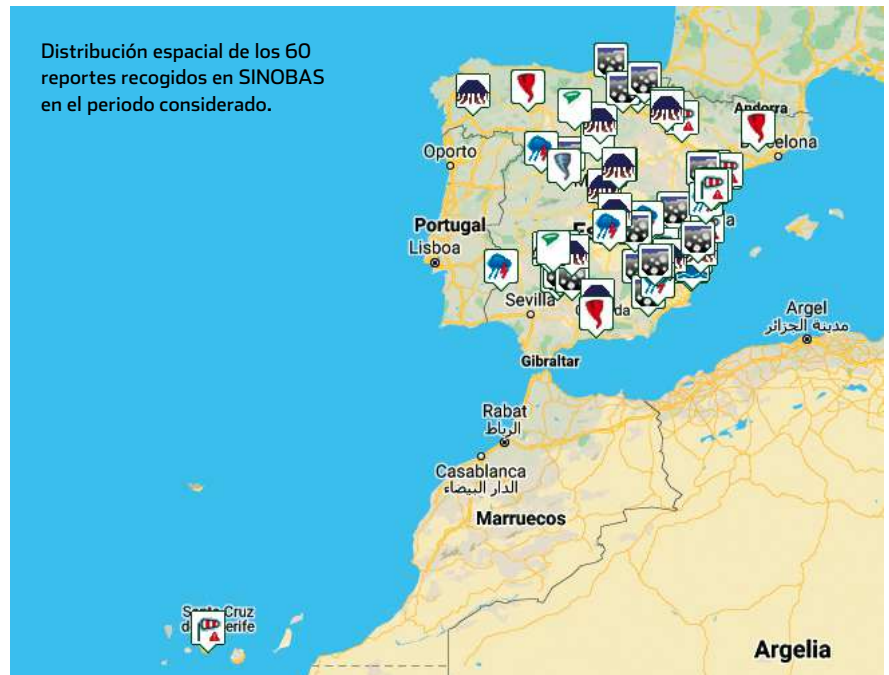 Distribución espacial de los 60
reportes recogidos en SINOBAS
en el periodo considerado.
Andorra
Oporto
Portugal
Lisboa
Sevilla
Gibraltar
Argel
مدينة الجزائر
Rabat
الرباط
Casablanca
الدار البيضاء
Marruecos
Argelia